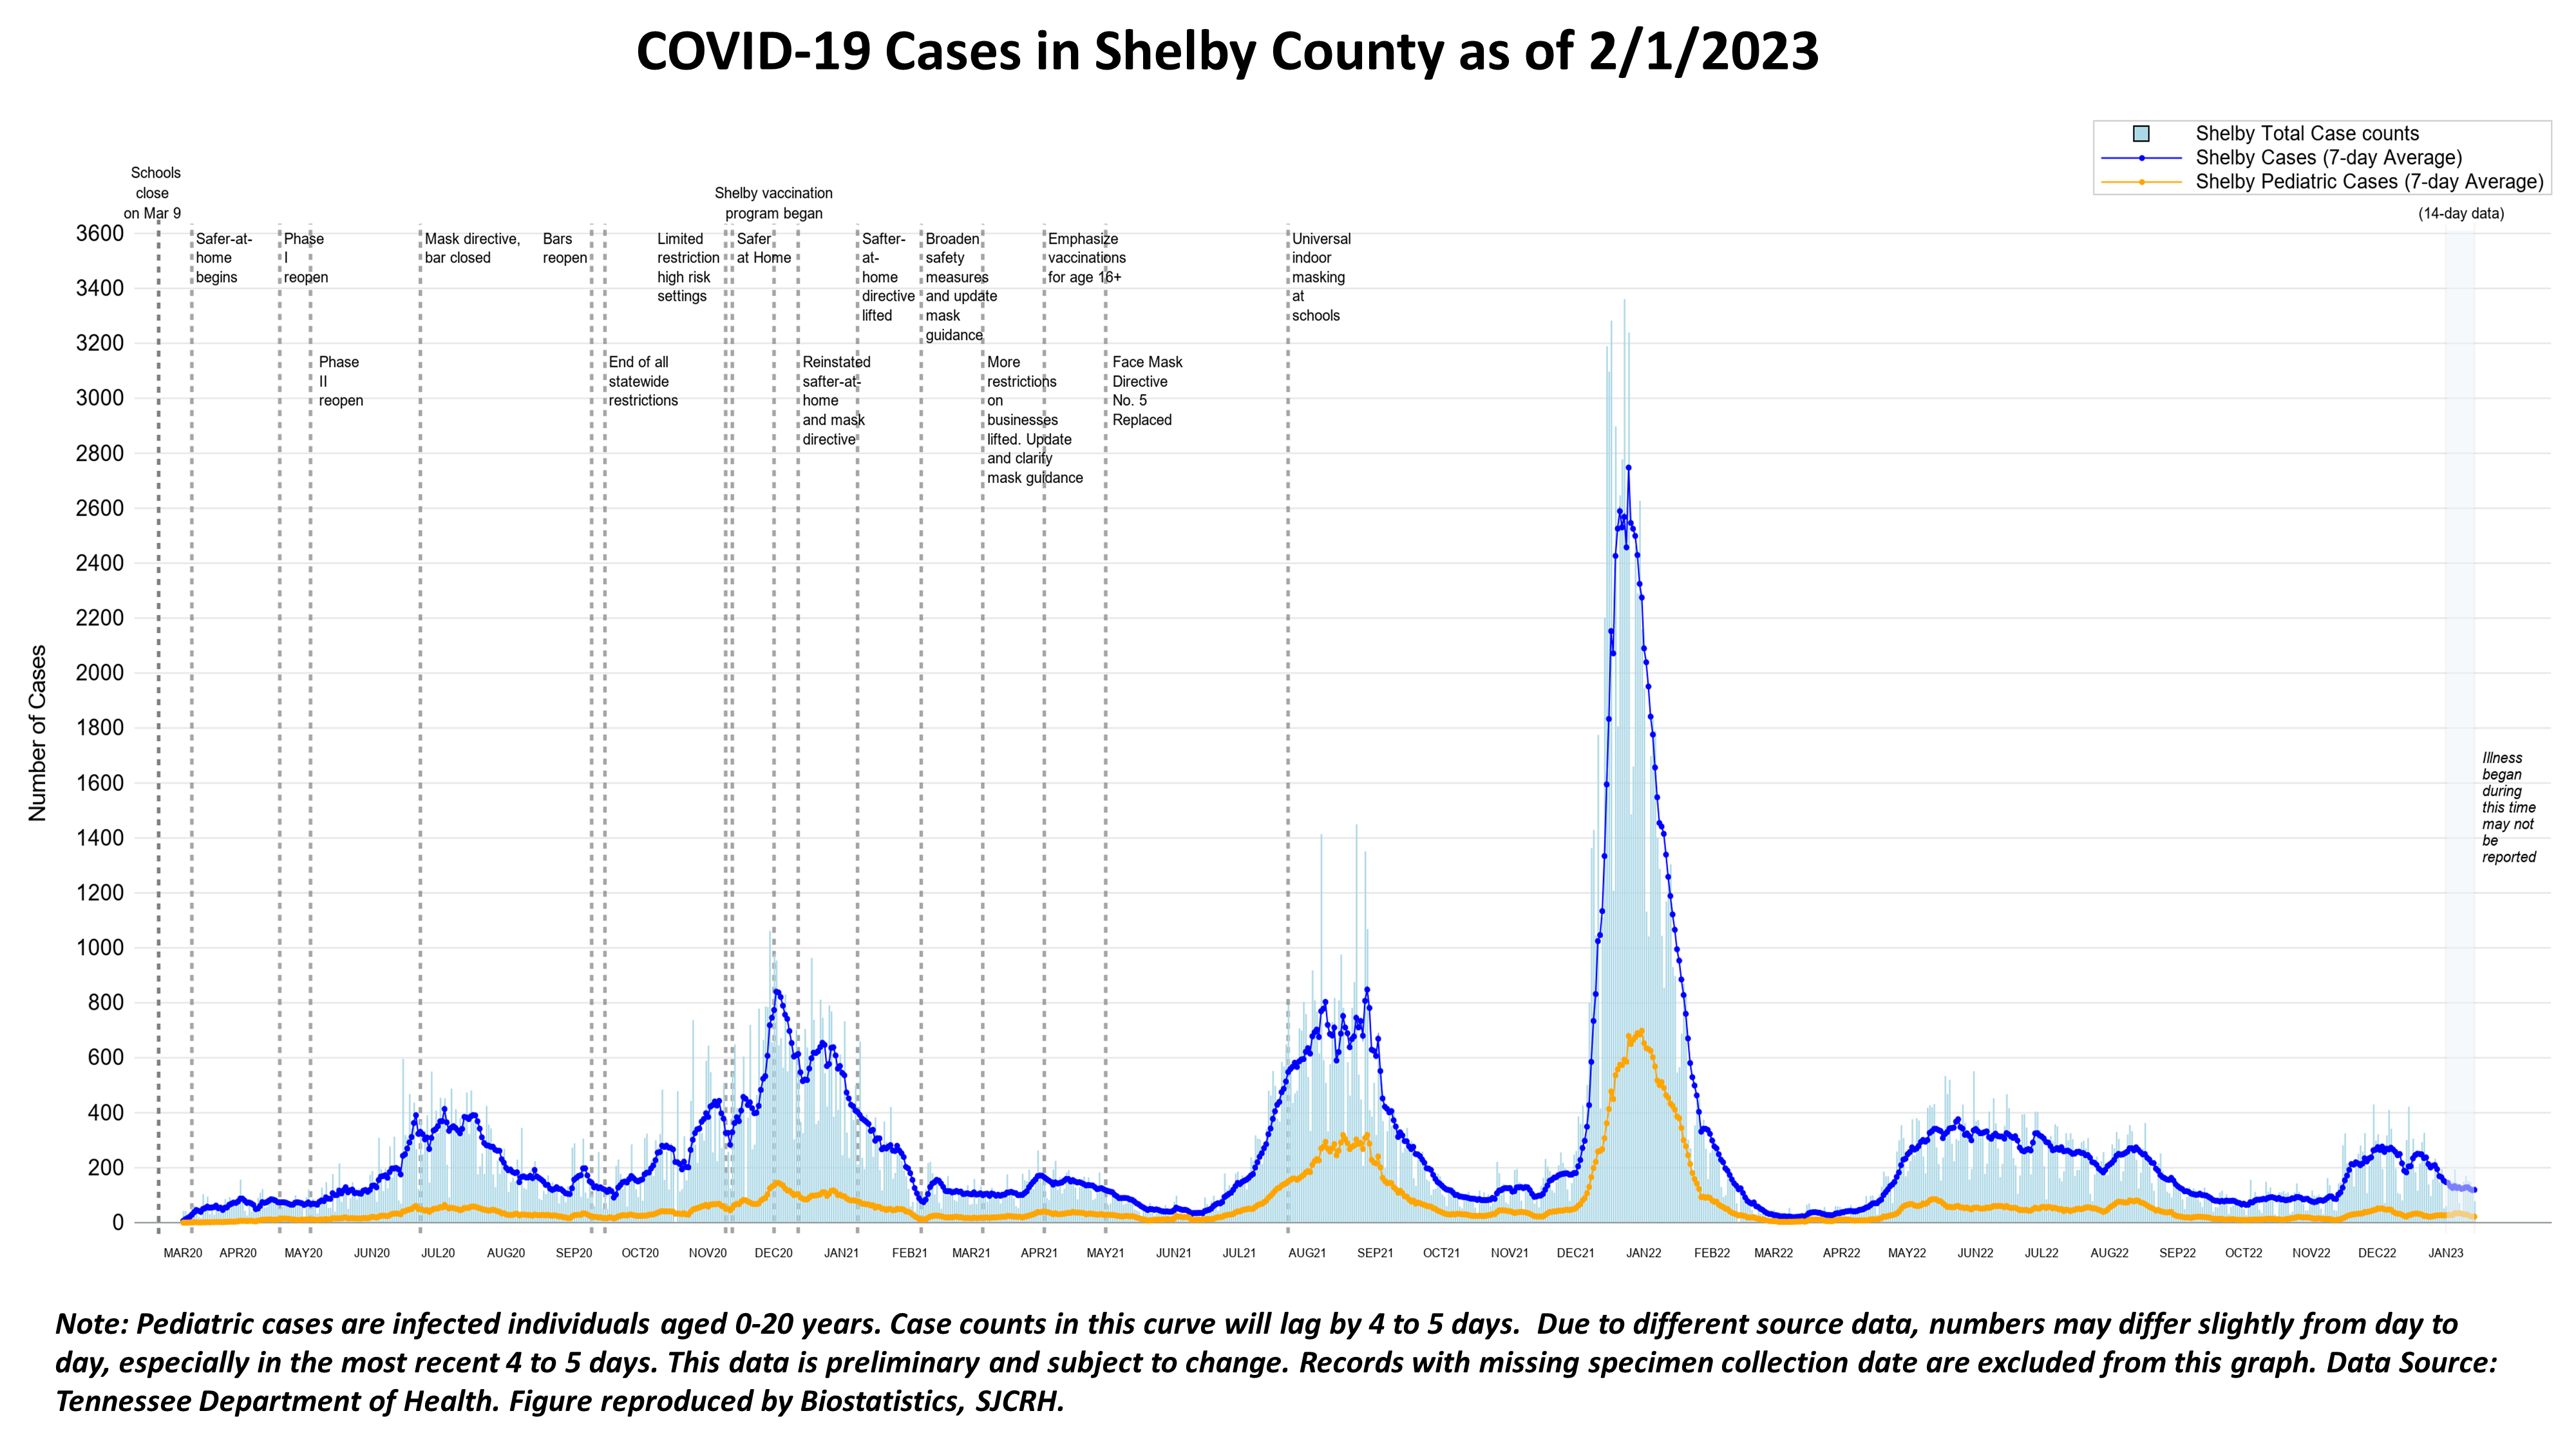 COVID-19 Cases in Shelby County as of 2/1/2023
Shelby Total Case counts
Shelby Cases (7-day Average)
Shelby Pediatric Cases (7-day Average)
(14-day data)
Schools
close
on Mar 9
Shelby vaccination
program began
Safer-at-
home
begins
Phase
I
reopen
Phase
II
reopen
Mask directive,
bar closed
Bars
reopen
End of all
statewide
restrictions
Limited
restriction
high risk
settings
Safer
at Home
Reinstated
safter-at-
home
and mask
directive
Safter-
at-
home
directive
lifted
Broaden
safety
measures
and update
mask
guidance
More
restrictions
on
businesses
lifted. Update
and clarify
mask guidance
Emphasize
vaccinations
for age 16+
Face Mask
Directive
No. 5
Replaced
Universal
indoor
masking
at
schools
Illness
began
during
this time
may not
be
reported
Number of Cases
3600
3400
3200
3000
2800
2600
2400
2200
2000
1800
1600
1400
1200
1000
800
600
400
200
0
MAR20 APR20 MAY20 JUN20 JUL20 AUG20 SEP20 OCT20 NOV20 DEC20 JAN21 FEB21 MAR21 APR21 MAY21 JUN21 JUL21 AUG21 SEP21 OCT21 NOV21 DEC21 JAN22 FEB22 MAR22 APR22 MAY22 JUN22 JUL22 AUG22 SEP22 OCT22 NOV22 DEC22 JAN23
Note: Pediatric cases are infected individuals aged 0-20 years. Case counts in this curve will lag by 4 to 5 days.  Due to different source data, numbers may differ slightly from day to
day, especially in the most recent 4 to 5 days. This data is preliminary and subject to change. Records with missing specimen collection date are excluded from this graph. Data Source:
Tennessee Department of Health. Figure reproduced by Biostatistics, SJCRH.